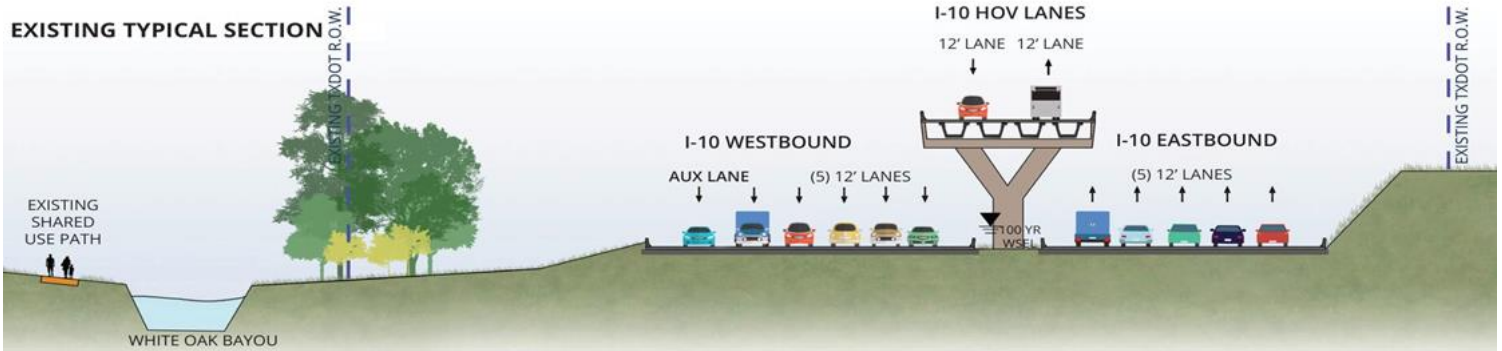 EXISTING TYPICAL SECTION
EXISTING TXDOT R.O.W.
I-10 HOV LANES
12' LANE
12' LANE
EXISTING TXDOT R.O.W.
I-10 WESTBOUND
AUX LANE
(5) 12' LANES
I-10 EASTBOUND
(5) 12' LANES
100 YR
WSEL
EXISTING
SHARED
USE PATH
WHITE OAK BAYOU